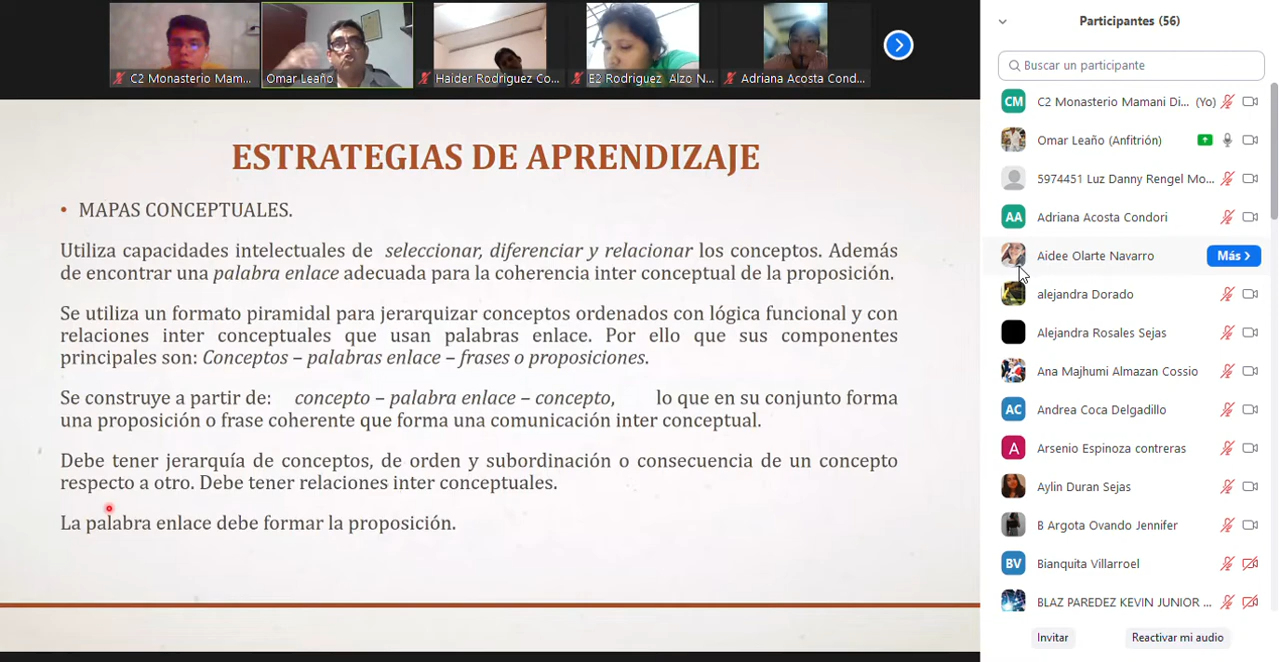 C2 Monasterio Mam...
Omar Leaño
Haider Rodriguez Co...
E2 Rodriguez Alzo N...
Adriana Acosta Cond...
ESTRATEGIAS DE APRENDIZAJE
• MAPAS CONCEPTUALES.
Utiliza capacidades intelectuales de seleccionar, diferenciar y relacionar los conceptos. Además
de encontrar una palabra enlace adecuada para la coherencia inter conceptual de la proposición.
Se utiliza un formato piramidal para jerarquizar conceptos ordenados con lógica funcional y con
relaciones inter conceptuales que usan palabras enlace. Por ello que sus componentes
principales son: Conceptos – palabras enlace – frases o proposiciones.
Se construye a partir de: concepto – palabra enlace – concepto, lo que en su conjunto forma
una proposición o frase coherente que forma una comunicación inter conceptual.
Debe tener jerarquía de conceptos, de orden y subordinación o consecuencia de un concepto
respecto a otro. Debe tener relaciones inter conceptuales.
La palabra enlace debe formar la proposición.
Participantes (56)
Buscar un participante
CM C2 Monasterio Mamani Di... (Yo)
Omar Leaño (Anfitrión)
5974451 Luz Danny Rengel Mo...
AA Adriana Acosta Condori
Aidee Olarte Navarro Más >
alejandra Dorado
Alejandra Rosales Sejas
Ana Majhumi Almazan Cossio
AC Andrea Coca Delgadillo
A Arsenio Espinoza contreras
Aylin Duran Sejas
B Argota Ovando Jennifer
BV Bianquita Villarroel
BLAZ PAREDEZ KEVIN JUNIOR ...
Invitar
Reactivar mi audio